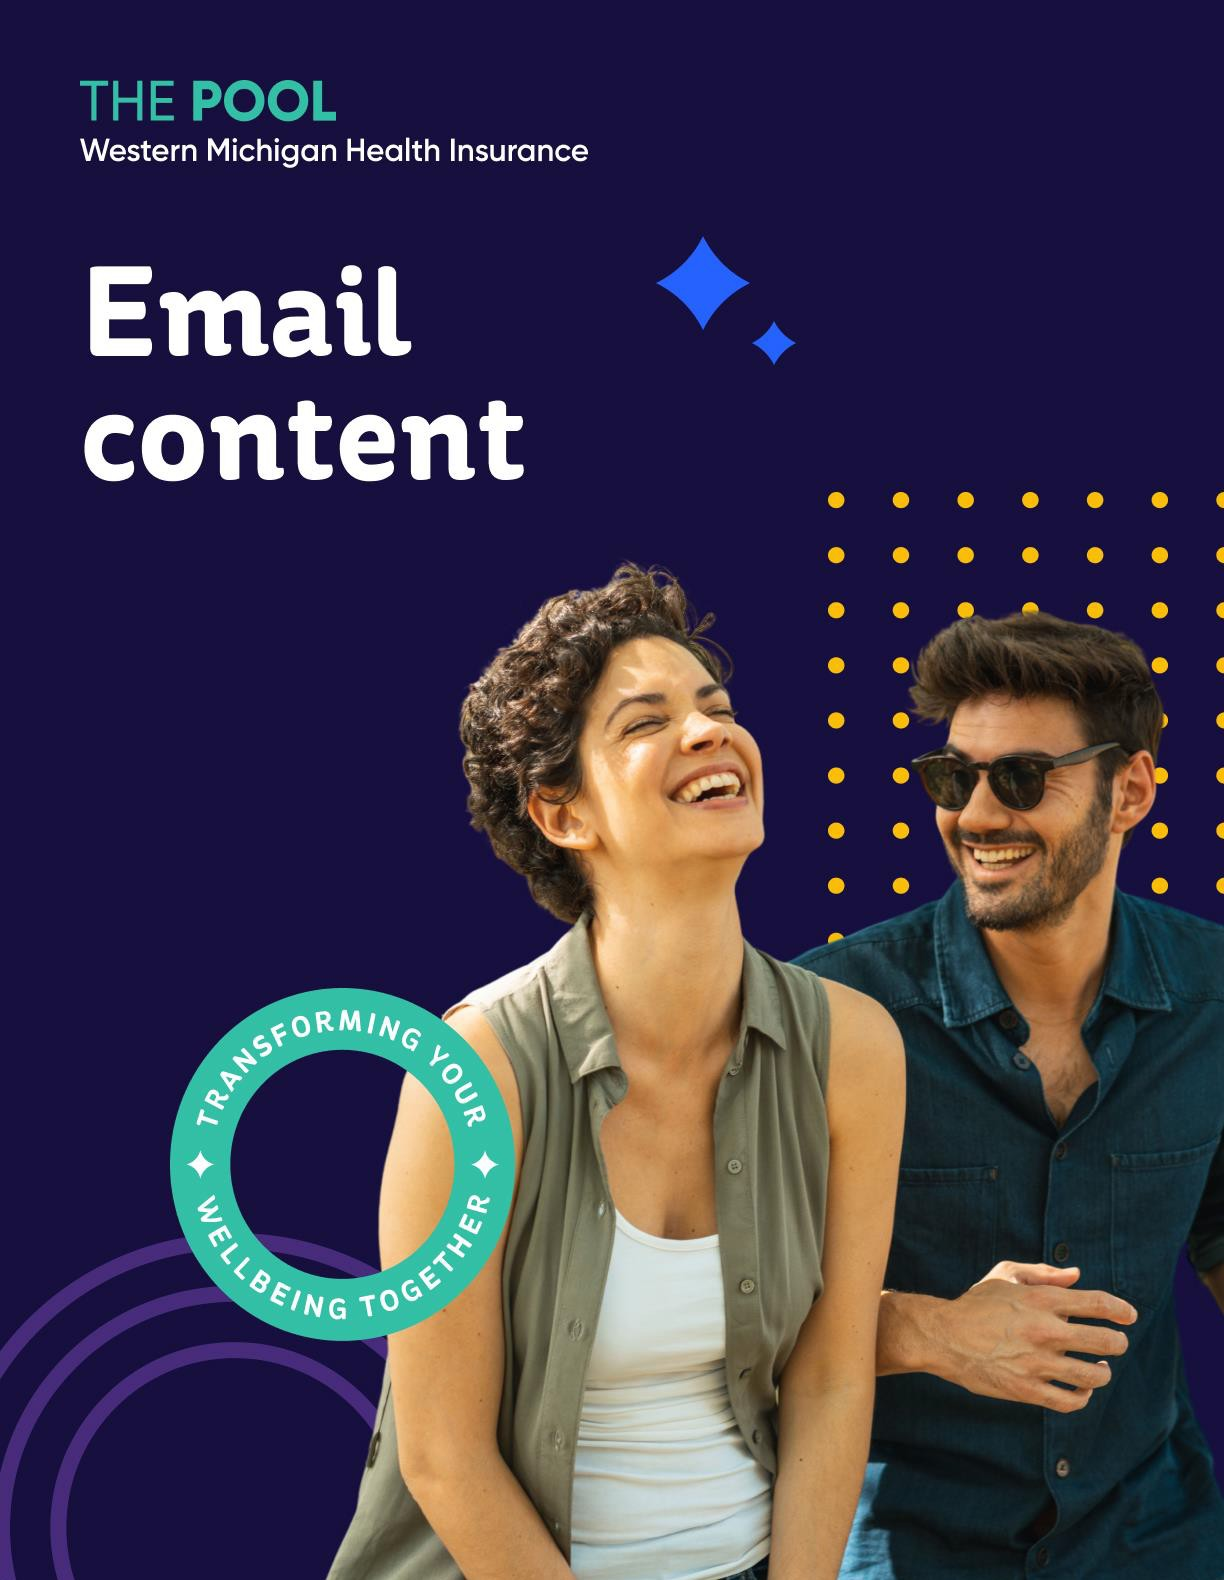 THE POOL
Western Michigan Health Insurance
Email
content
TRANSFORMING YOUR
WELLBEING TOGETHER